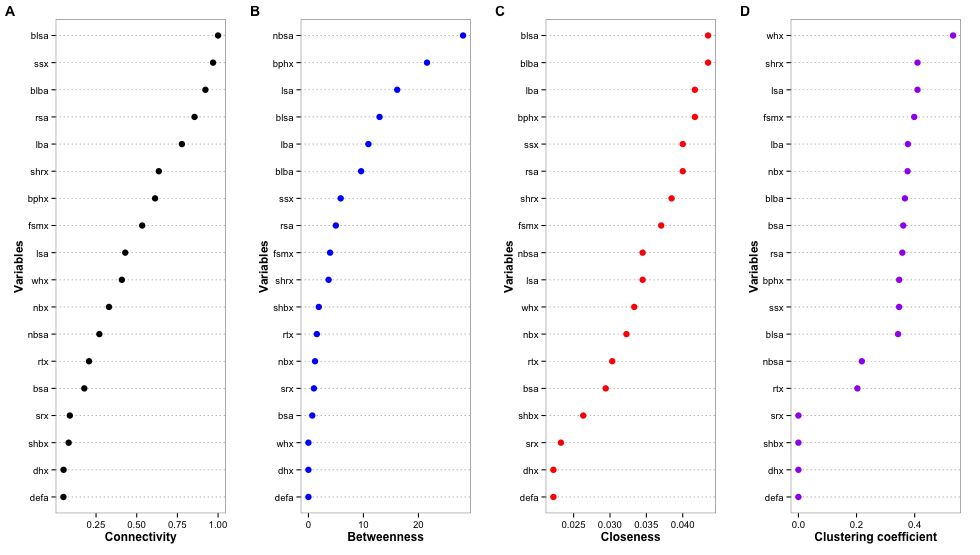 A
Variables
blsa
ssx
blba
rsa
lba
shrx
bphx
fsmx
lsa
whx
nbx
nbsa
rtx
bsa
srx
shbx
dhx
defa
0.25 0.50 0.75 1.00
Connectivity
B
Variables
nbsa
bphx
lsa
blsa
lba
blba
ssx
rsa
fsmx
shrx
shbx
rtx
nbx
srx
bsa
whx
dhx
defa
0 10 20
Betweenness
C
Variables
blsa
blba
lba
bphx
ssx
rsa
shrx
fsmx
nbsa
lsa
whx
nbx
rtx
bsa
shbx
srx
dhx
defa
0.025 0.030 0.035 0.040
Closeness
D
Variables
whx
shrx
lsa
fsmx
lba
nbx
blba
bsa
rsa
bphx
ssx
blsa
nbsa
rtx
srx
shbx
dhx
defa
0.0 0.2 0.4
Clustering coefficient